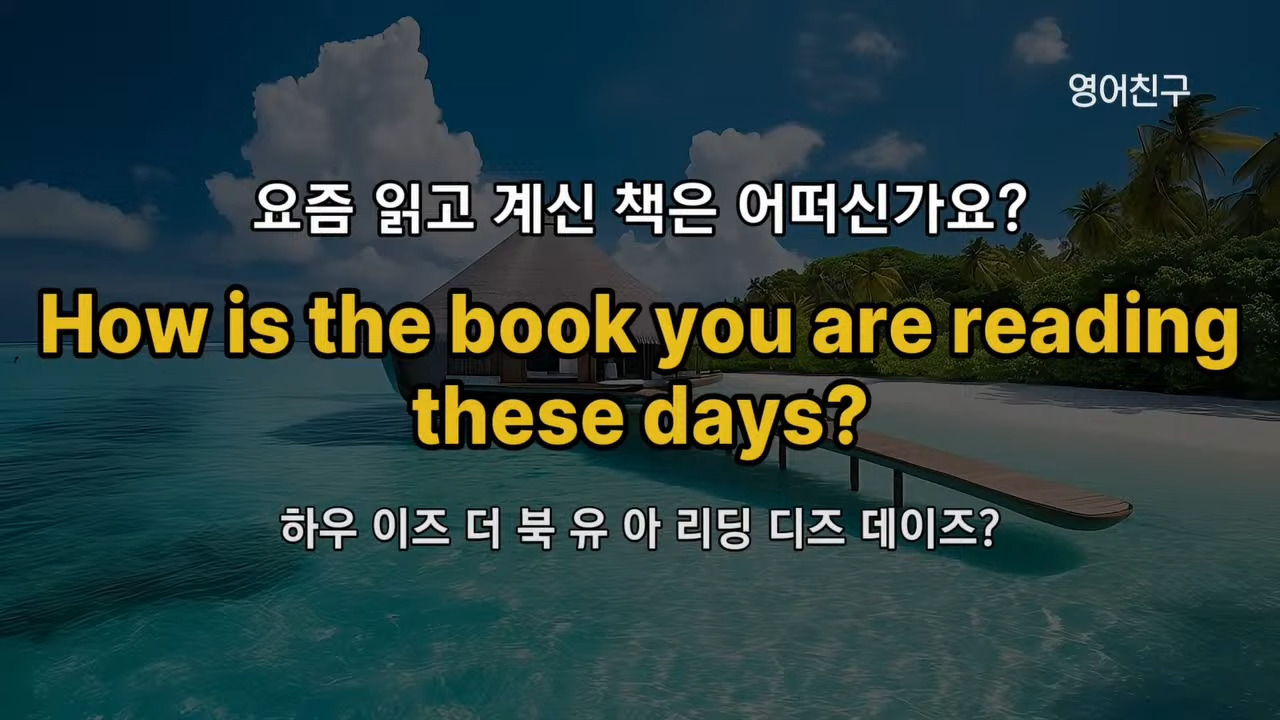 영어친구
요즘 읽고 계신 책은 어떠신가요?
How is the book you are reading
these days?
하우 이즈 더 북 유 아 리딩 디즈 데이즈?